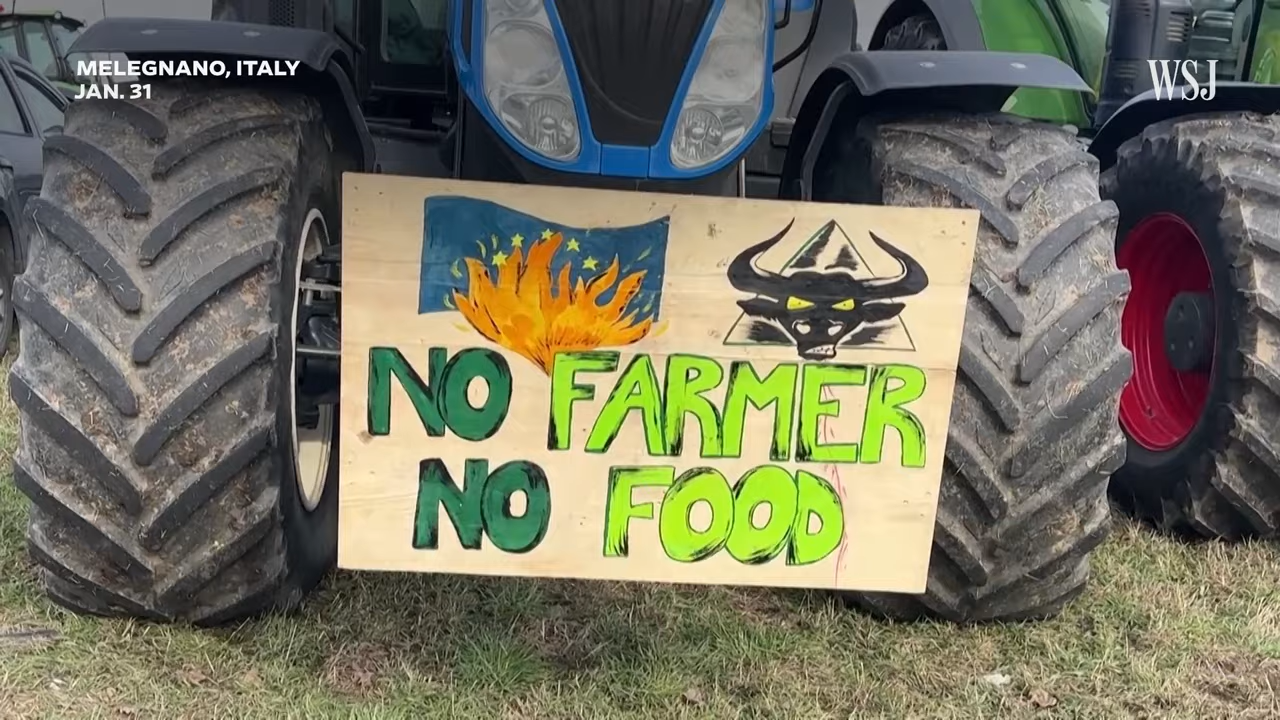 MELEGNANO, ITALY
JAN. 31
WSJ
NO FARMER
NO FOOD